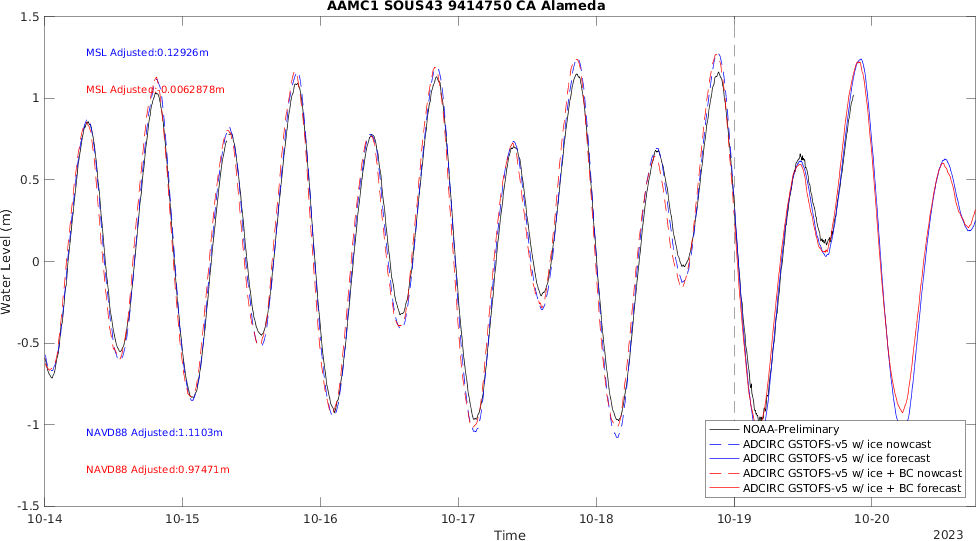 AAMC1 SOUS43 9414750 CA Alameda
1.5
MSL Adjusted:0.12926m
MSL Adjusted:-0.0062878m
1
0.5
Water Level (m)
0
-0.5
-1
NAVD88 Adjusted:1.1103m
NAVD88 Adjusted:0.97471m
-1.5
NOAA-Preliminary
ADCIRC GSTOFS-v5 w/ ice nowcast
ADCIRC GSTOFS-v5 w/ ice forecast
ADCIRC GSTOFS-v5 w/ ice + BC nowcast
ADCIRC GSTOFS-v5 w/ ice + BC forecast
10-14 10-15 10-16 10-17 10-18 10-19 10-20
Time
2023